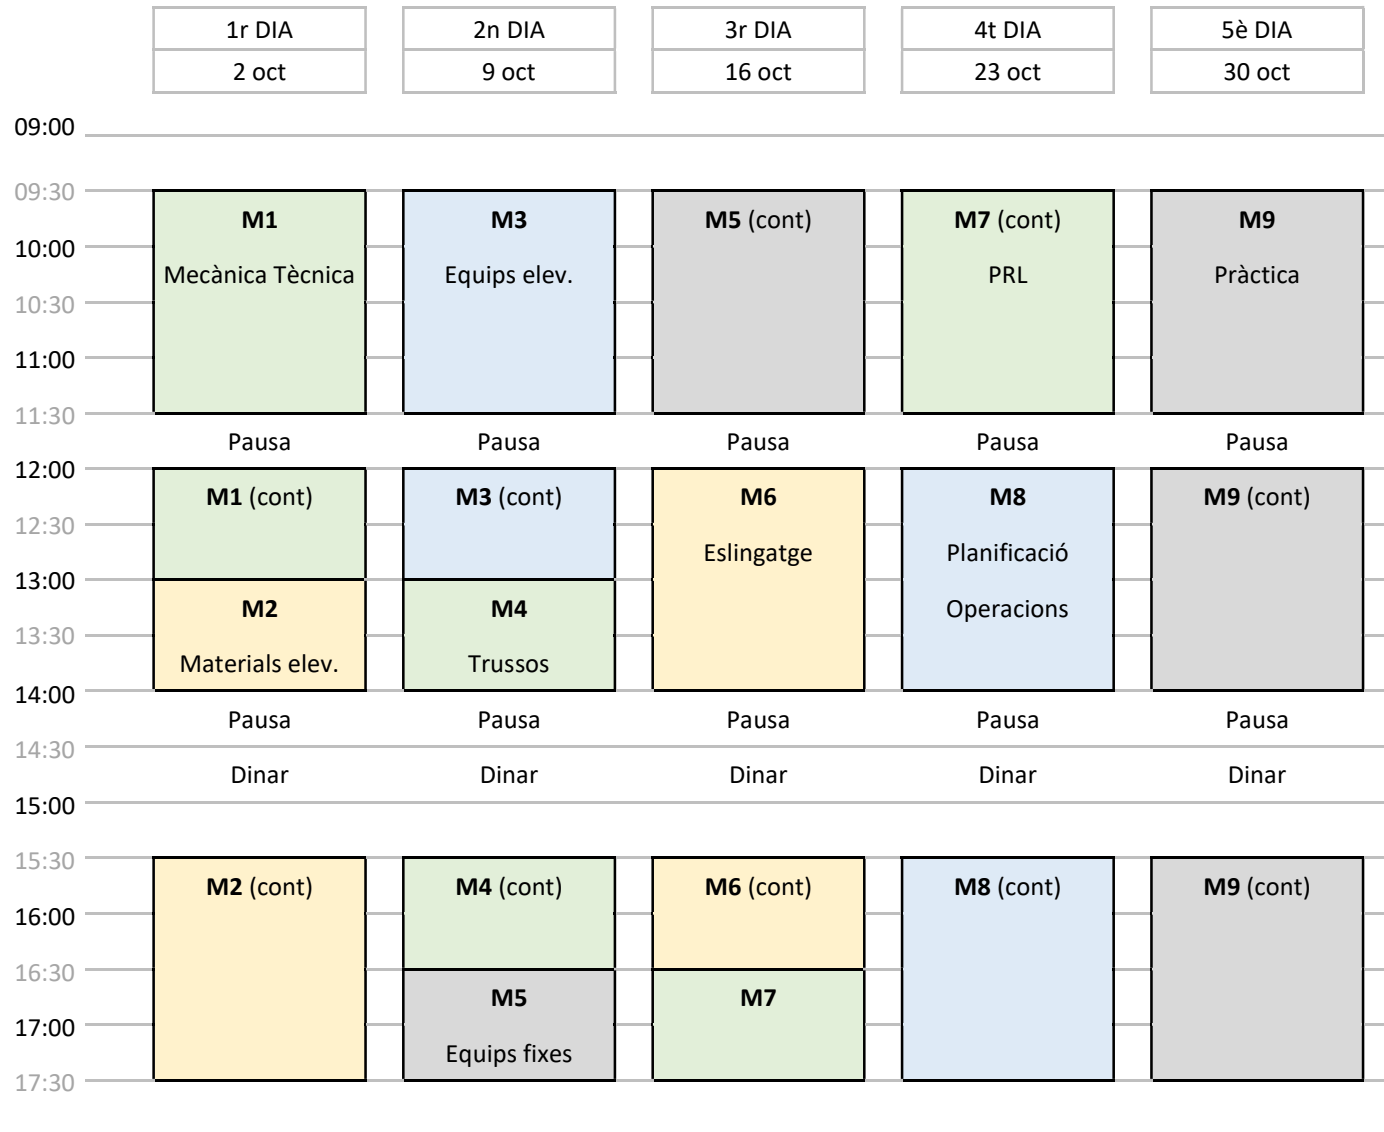 1r DIA 2n DIA 3r DIA 4t DIA 5è DIA
2 oct 9 oct 16 oct 23 oct 30 oct
09:00
09:30
M1 M3 M5 (cont) M7 (cont) M9
10:00
Mecànica Tècnica Equips elev. PRL Pràctica
10:30
11:00
11:30
Pausa Pausa Pausa Pausa Pausa
12:00
M1 (cont) M3 (cont) M6 M8 M9 (cont)
12:30
Eslingatge Planificació
13:00
M2 M4 Operacions
13:30
Materials elev. Trussos
14:00
Pausa Pausa Pausa Pausa Pausa
14:30
Dinar Dinar Dinar Dinar Dinar
15:00
15:30
M2 (cont) M4 (cont) M6 (cont) M8 (cont) M9 (cont)
16:00
16:30
M5 M7
17:00
Equips fixes
17:30